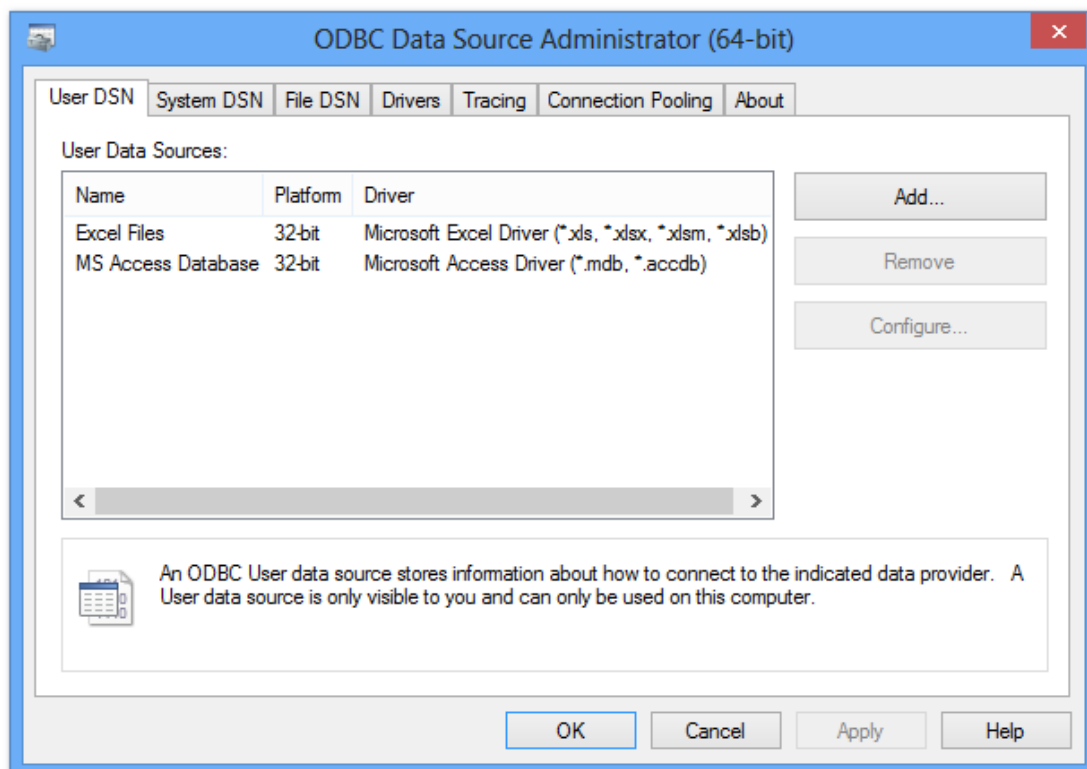 ODBC Data Source Administrator (64-bit)
User DSN System DSN File DSN Drivers Tracing Connection Pooling About
User Data Sources:
Name Platform Driver
Excel Files 32-bit Microsoft Excel Driver (*.xls, *.xlsx, *.xlsm, *.xlsb)
MS Access Database 32-bit Microsoft Access Driver (*.mdb, *.accdb)
Add...
Remove
Configure...
An ODBC User data source stores information about how to connect to the indicated data provider. A
User data source is only visible to you and can only be used on this computer.
OK Cancel Apply Help